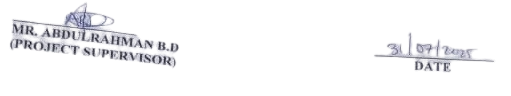 MR. ABDULRAHMAN B.D
(PROJECT SUPERVISOR)
31/07/2025
DATE